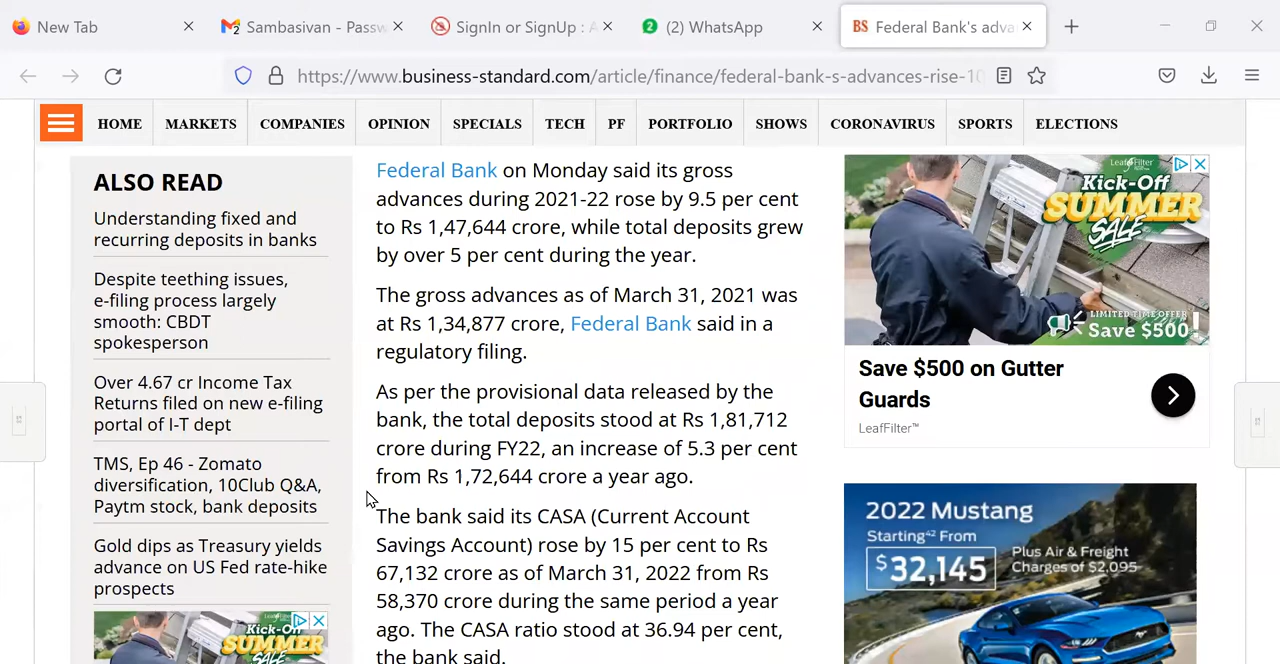 New Tab
Sambasivan - Passw
SignIn or SignUp : A
2
(2) WhatsApp
BS Federal Bank's adva
https://www.business-standard.com/article/finance/federal-bank-s-advances-rise-10
HOME MARKETS COMPANIES OPINION SPECIALS TECH PF PORTFOLIO SHOWS CORONAVIRUS SPORTS ELECTIONS
ALSO READ
Understanding fixed and
recurring deposits in banks
Despite teething issues,
e-filing process largely
smooth: CBDT
spokesperson
Over 4.67 cr Income Tax
Returns filed on new e-filing
portal of I-T dept
TMS, Ep 46 - Zomato
diversification, 10Club Q&A,
Paytm stock, bank deposits
Gold dips as Treasury yields
advance on US Fed rate-hike
prospects
Kick-Off
SUMMER
Federal Bank on Monday said its gross
advances during 2021-22 rose by 9.5 per cent
to Rs 1,47,644 crore, while total deposits grew
by over 5 per cent during the year.
The gross advances as of March 31, 2021 was
at Rs 1,34,877 crore, Federal Bank said in a
regulatory filing.
As per the provisional data released by the
bank, the total deposits stood at Rs 1,81,712
crore during FY22, an increase of 5.3 per cent
from Rs 1,72,644 crore a year ago.
The bank said its CASA (Current Account
Savings Account) rose by 15 per cent to Rs
67,132 crore as of March 31, 2022 from Rs
58,370 crore during the same period a year
ago. The CASA ratio stood at 36.94 per cent,
the bank said.
LeafFilter
Kick-Off
SUMMER
SALE
LIMITED TIME OFFER
Save $500!
Save $500 on Gutter
Guards
LeafFilter™
2022 Mustang
Starting42 From
$32,145
Plus Air & Freight
Charges of $2,095